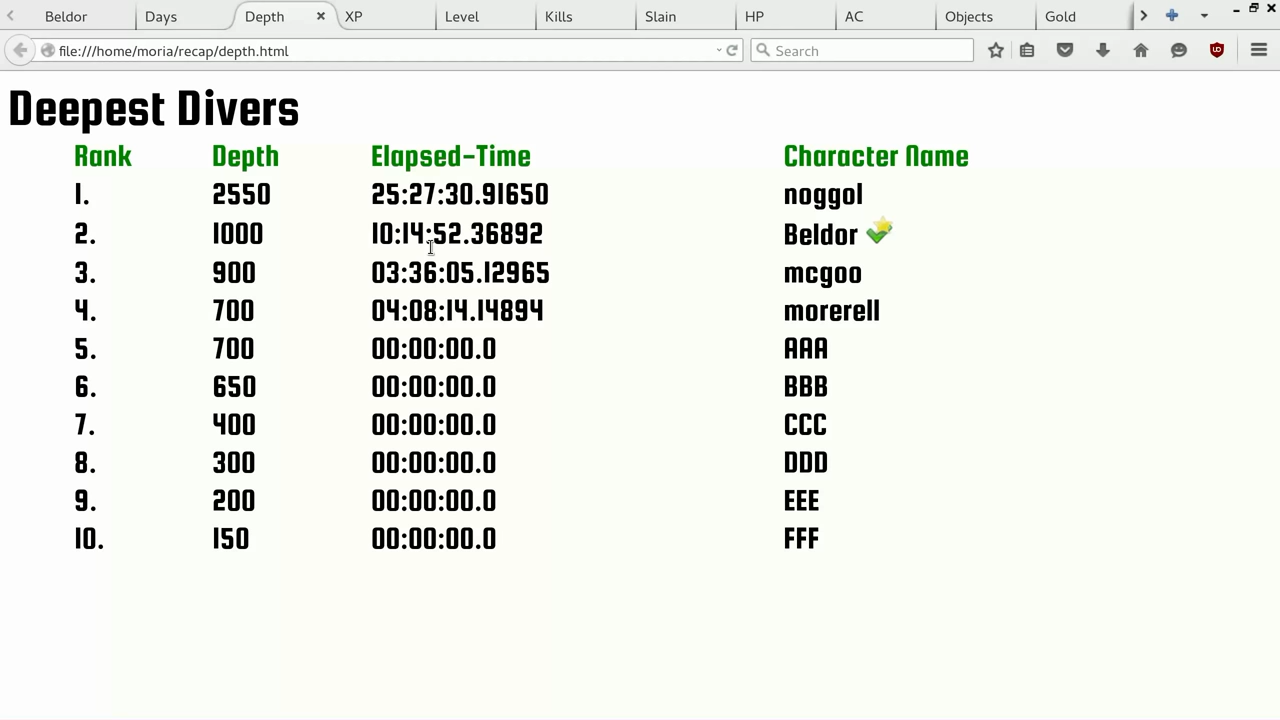 Beldor Days Depth XP Level Kills Slain HP AC Objects Gold
file:///home/moria/recap/depth.html Search
Deepest Divers
Rank Depth Elapsed-Time Character Name
1. 2550 25:27:30.91650 noggol
2. 1000 10:14:52.36892 Beldor
3. 900 03:36:05.12965 mcgoo
4. 700 04:08:14.14894 morerell
5. 700 00:00:00.0 AAA
6. 650 00:00:00.0 BBB
7. 400 00:00:00.0 CCC
8. 300 00:00:00.0 DDD
9. 200 00:00:00.0 EEE
10. 150 00:00:00.0 FFF